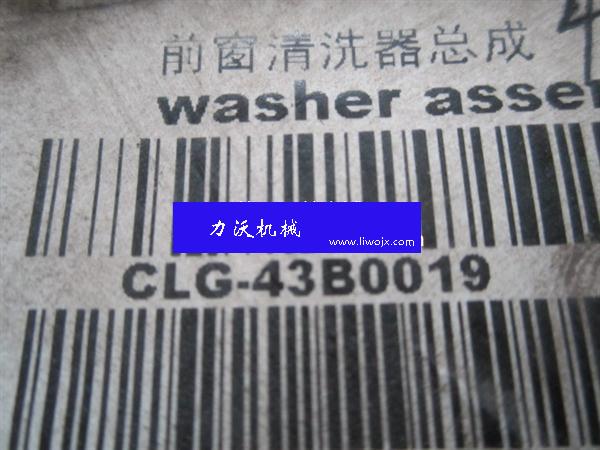 前窗清洗器总成
washer asse
力沃机械
www.liwojx.com
CLG-43B0019